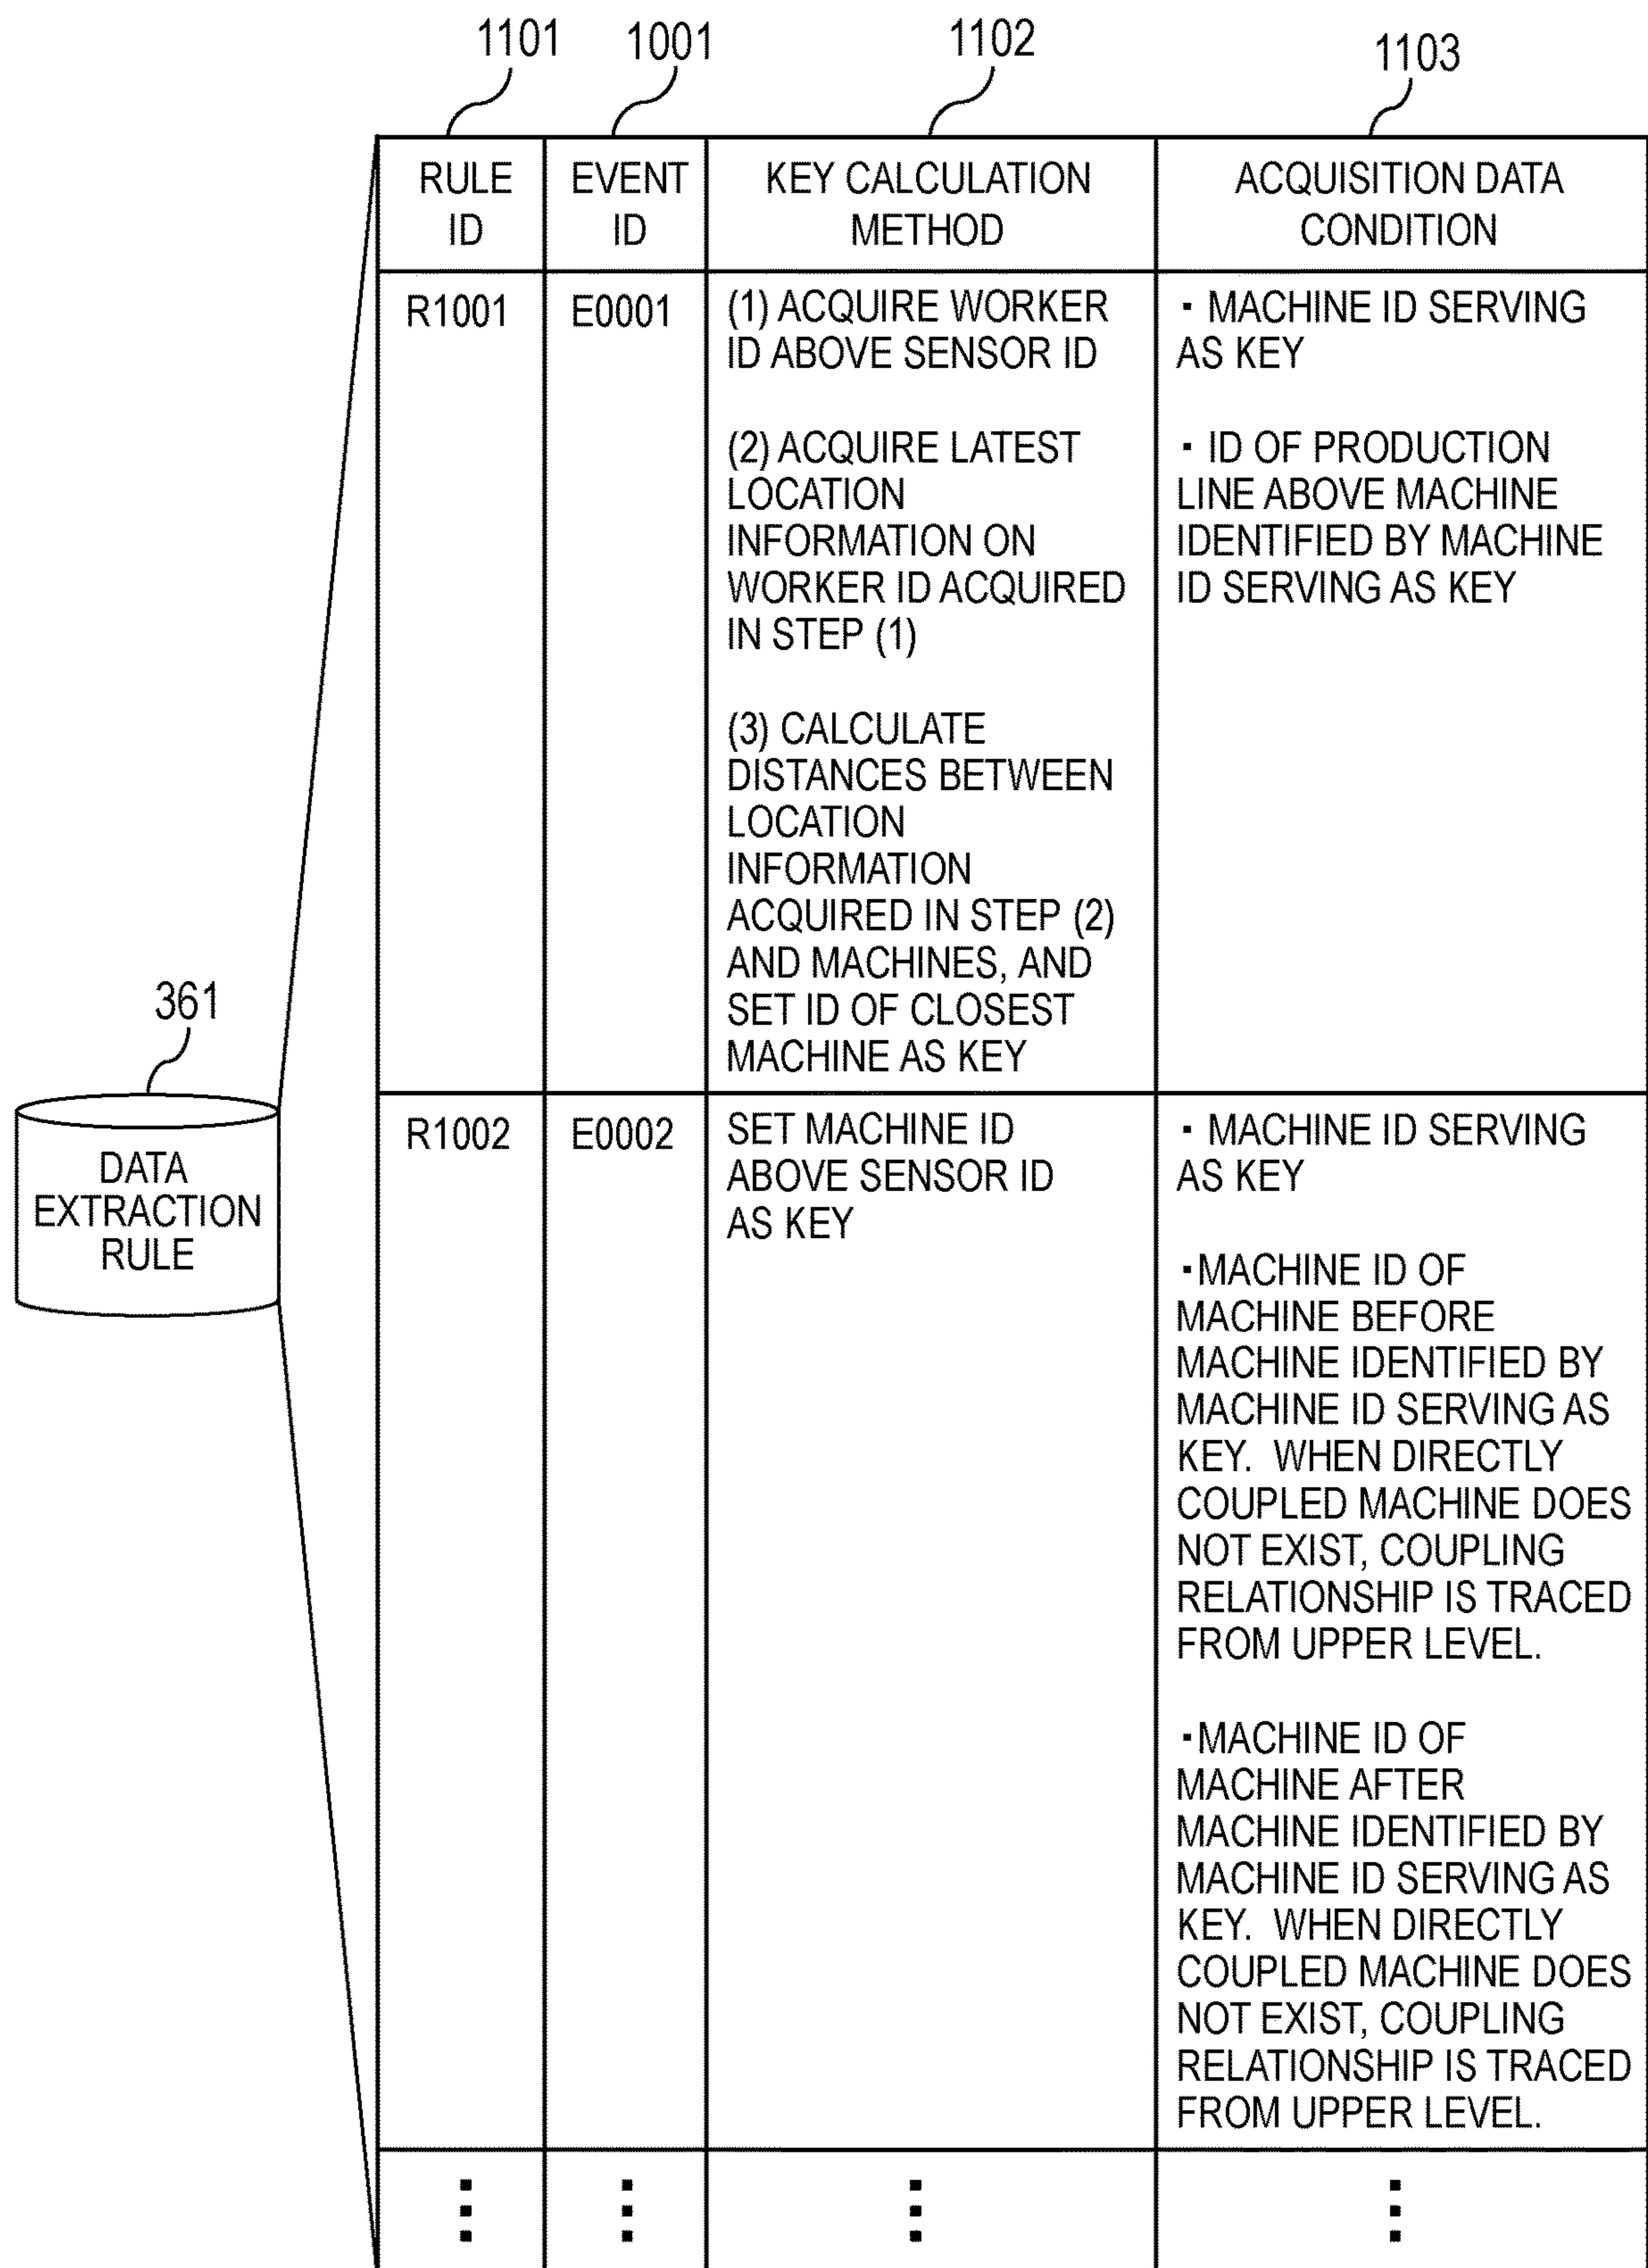 1101
1001
1102
1103
RULE
ID
EVENT
ID
KEY CALCULATION
METHOD
ACQUISITION DATA
CONDITION
R1001
E0001
(1) ACQUIRE WORKER
ID ABOVE SENSOR ID
(2) ACQUIRE LATEST
LOCATION
INFORMATION ON
WORKER ID ACQUIRED
IN STEP (1)
(3) CALCULATE
DISTANCES BETWEEN
LOCATION
INFORMATION
ACQUIRED IN STEP (2)
AND MACHINES, AND
SET ID OF CLOSEST
MACHINE AS KEY
・MACHINE ID SERVING
AS KEY
・ID OF PRODUCTION
LINE ABOVE MACHINE
IDENTIFIED BY MACHINE
ID SERVING AS KEY
361
DATA
EXTRACTION
RULE
R1002
E0002
SET MACHINE ID
ABOVE SENSOR ID
AS KEY
・MACHINE ID SERVING
AS KEY
・MACHINE ID OF
MACHINE BEFORE
MACHINE IDENTIFIED BY
MACHINE ID SERVING AS
KEY. WHEN DIRECTLY
COUPLED MACHINE DOES
NOT EXIST, COUPLING
RELATIONSHIP IS TRACED
FROM UPPER LEVEL.
・MACHINE ID OF
MACHINE AFTER
MACHINE IDENTIFIED BY
MACHINE ID SERVING AS
KEY. WHEN DIRECTLY
COUPLED MACHINE DOES
NOT EXIST, COUPLING
RELATIONSHIP IS TRACED
FROM UPPER LEVEL.